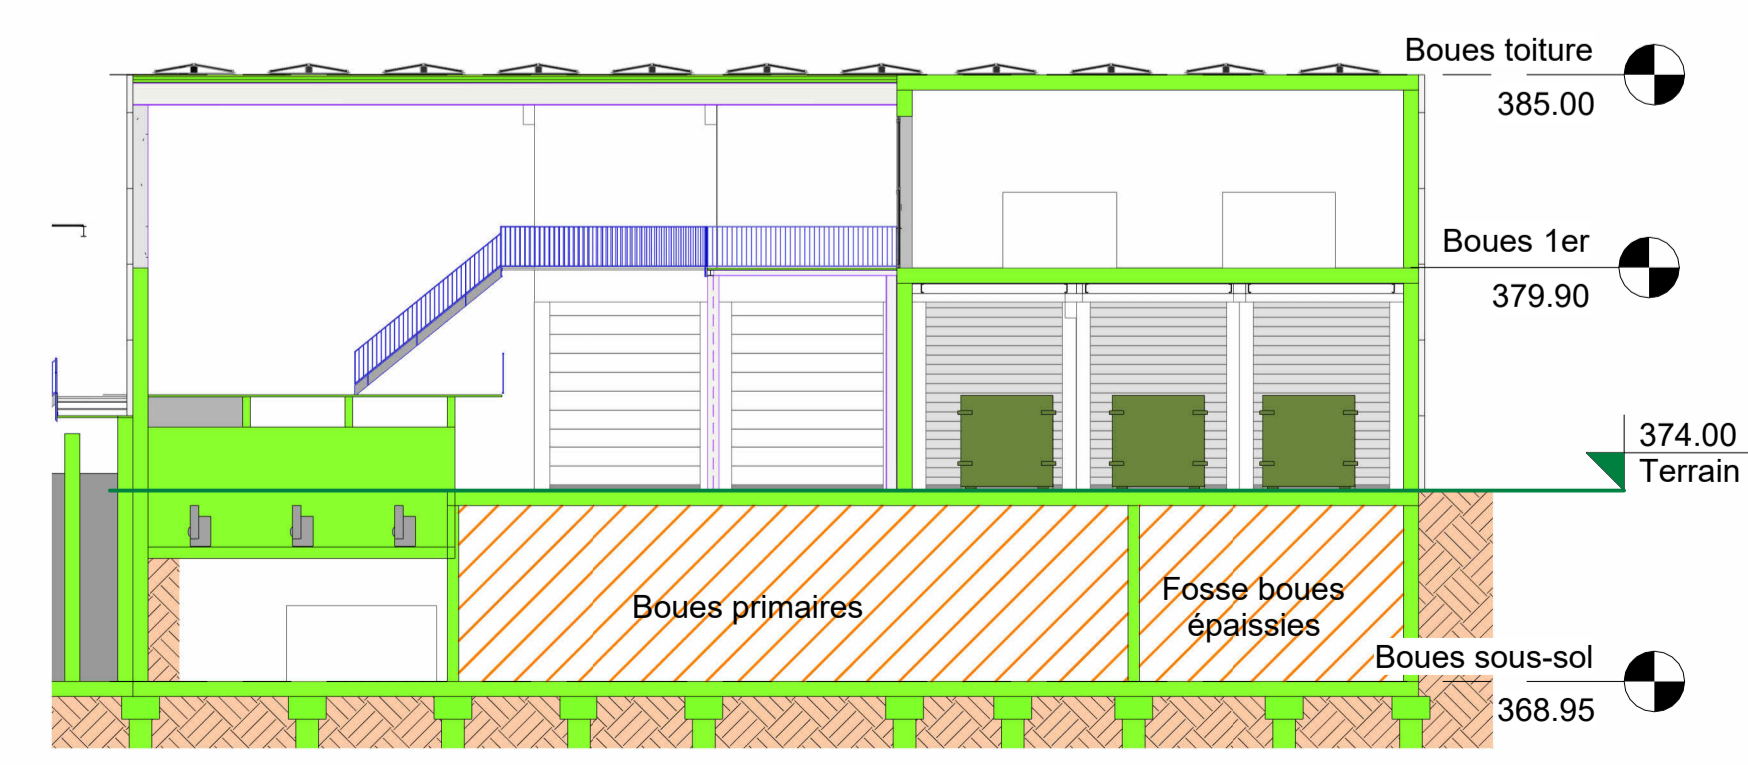 Boues toiture
385.00
Boues 1er
379.90
374.00
Terrain
Boues primaires
Fosse boues
épaissies
Boues sous-sol
368.95